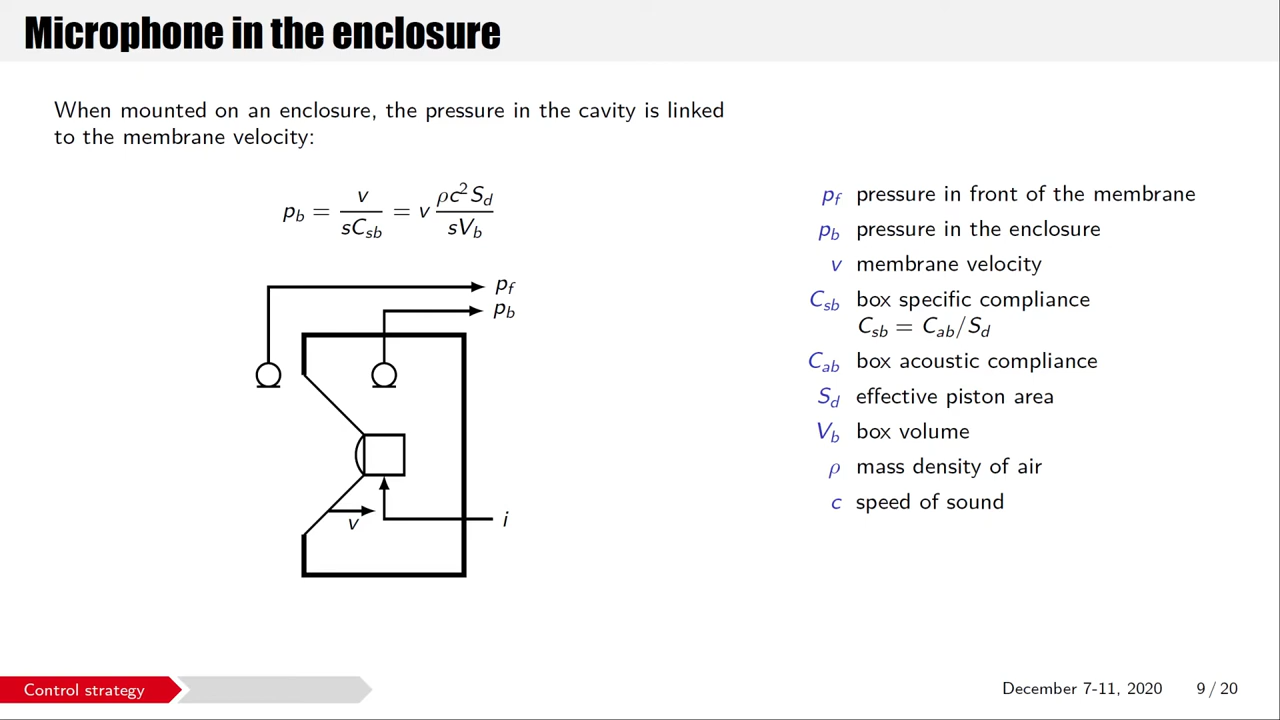 Microphone in the enclosure
When mounted on an enclosure, the pressure in the cavity is linked
to the membrane velocity:
p_b = v / (sC_sb) = v ρc²S_d / (sV_b)
p_f
p_b
v
i
p_f pressure in front of the membrane
p_b pressure in the enclosure
v membrane velocity
C_sb box specific compliance
C_sb = C_ab/S_d
C_ab box acoustic compliance
S_d effective piston area
V_b box volume
ρ mass density of air
c speed of sound
Control strategy
December 7-11, 2020 9 / 20